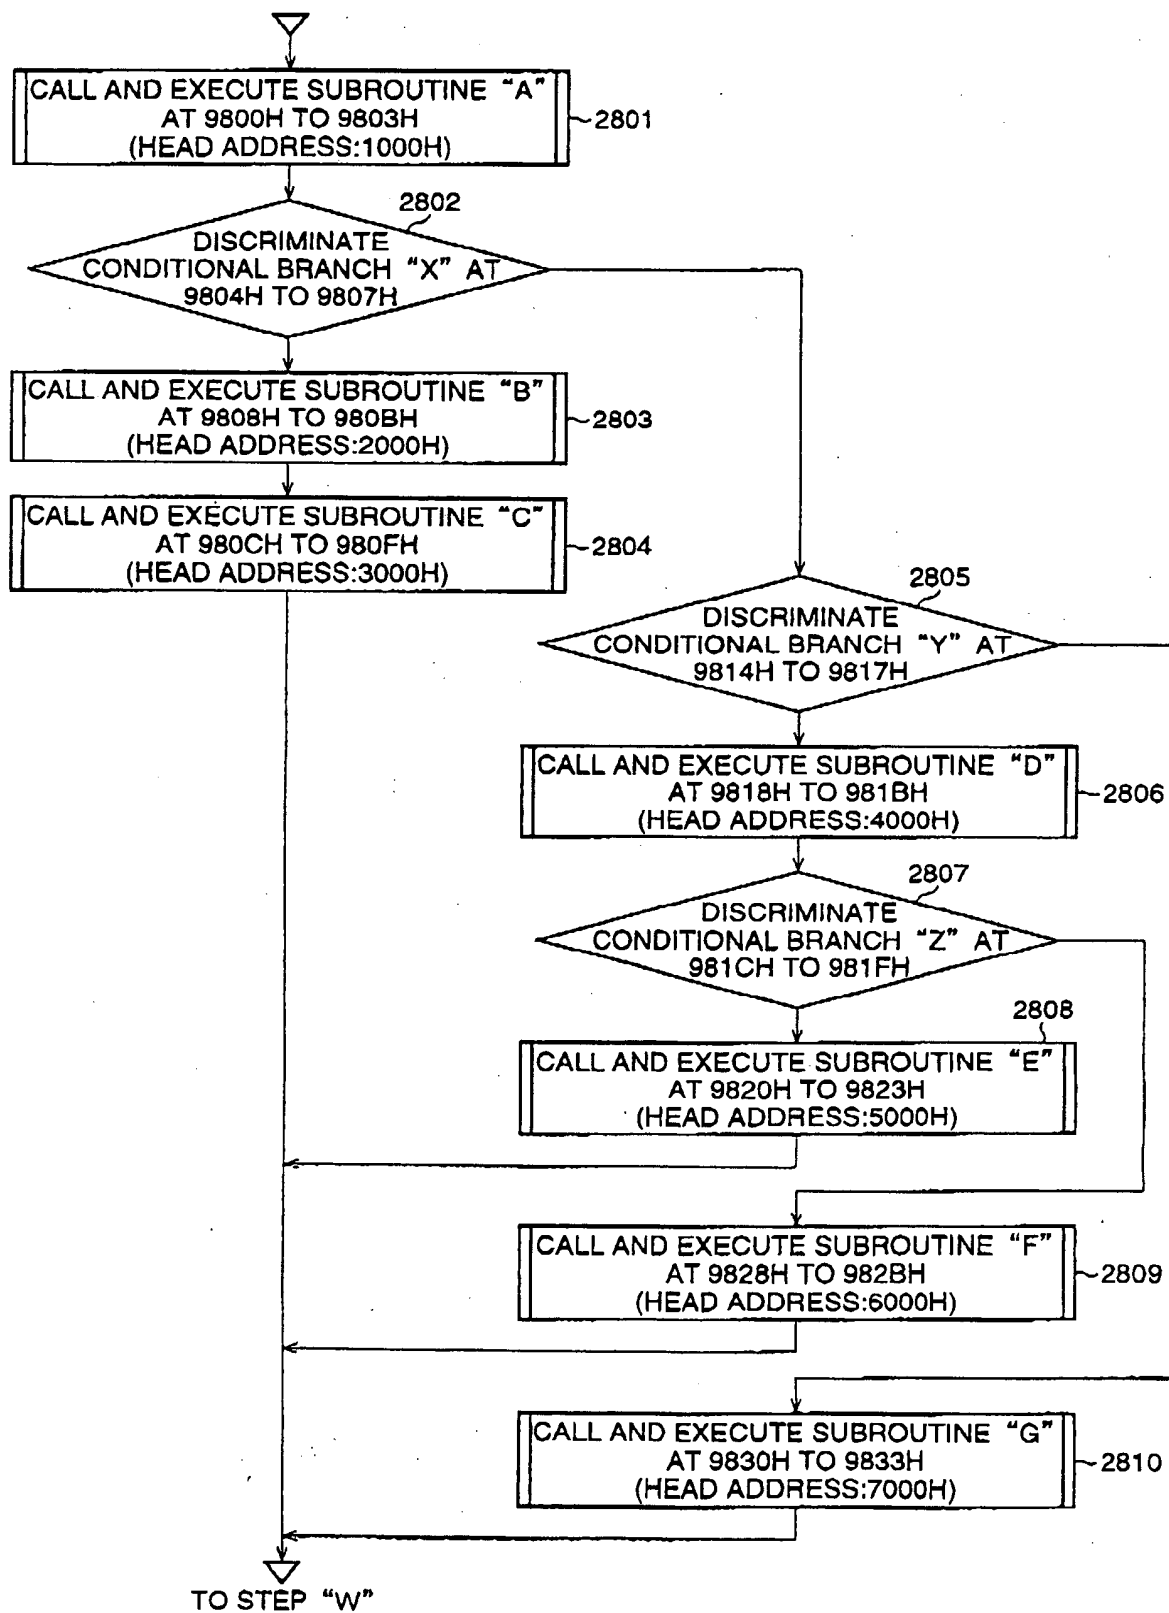 CALL AND EXECUTE SUBROUTINE "A"
AT 9800H TO 9803H
(HEAD ADDRESS:1000H)
2801
2802
DISCRIMINATE
CONDITIONAL BRANCH "X" AT
9804H TO 9807H
CALL AND EXECUTE SUBROUTINE "B"
AT 9808H TO 980BH
(HEAD ADDRESS:2000H)
2803
CALL AND EXECUTE SUBROUTINE "C"
AT 980CH TO 980FH
(HEAD ADDRESS:3000H)
2804
2805
DISCRIMINATE
CONDITIONAL BRANCH "Y" AT
9814H TO 9817H
CALL AND EXECUTE SUBROUTINE "D"
AT 9818H TO 981BH
(HEAD ADDRESS:4000H)
2806
2807
DISCRIMINATE
CONDITIONAL BRANCH "Z" AT
981CH TO 981FH
2808
CALL AND EXECUTE SUBROUTINE "E"
AT 9820H TO 9823H
(HEAD ADDRESS:5000H)
CALL AND EXECUTE SUBROUTINE "F"
AT 9828H TO 982BH
(HEAD ADDRESS:6000H)
2809
CALL AND EXECUTE SUBROUTINE "G"
AT 9830H TO 9833H
(HEAD ADDRESS:7000H)
2810
TO STEP "W"